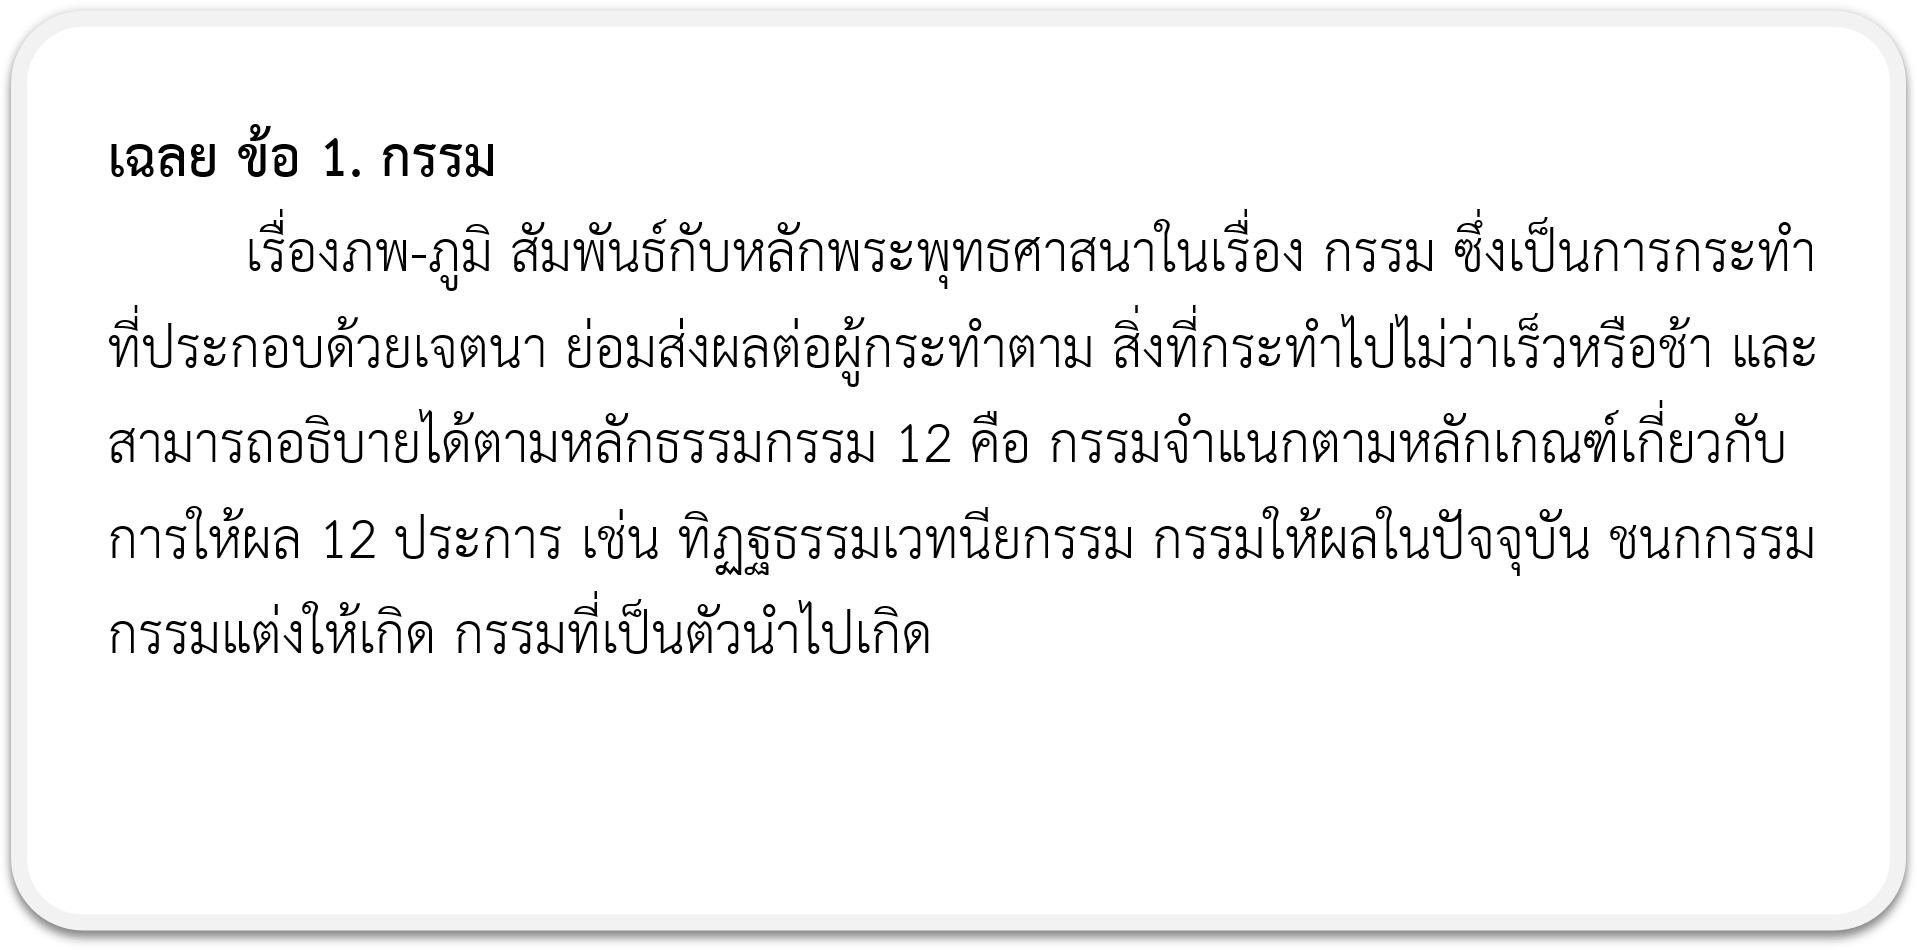 เฉลย ข้อ 1. กรรม
เรื่องภพ-ภูมิ สัมพันธ์กับหลักพระพุทธศาสนาในเรื่อง กรรม ซึ่งเป็นการกระทำ
ที่ประกอบด้วยเจตนา ย่อมส่งผลต่อผู้กระทำตาม สิ่งที่กระทำไปไม่ว่าเร็วหรือช้า และ
สามารถอธิบายได้ตามหลักธรรมกรรม 12 คือ กรรมจำแนกตามหลักเกณฑ์เกี่ยวกับ
การให้ผล 12 ประการ เช่น ทิฏฐธรรมเวทนียกรรม กรรมให้ผลในปัจจุบัน ชนกกรรม
กรรมแต่งให้เกิด กรรมที่เป็นตัวนำไปเกิด